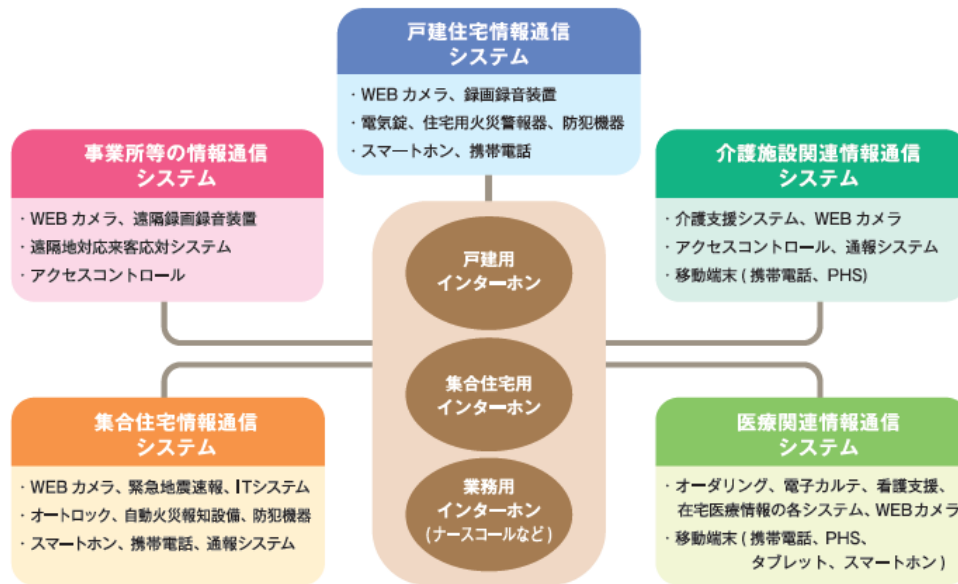 戸建住宅情報通信
システム
・WEB カメラ、録画録音装置
・電気錠、住宅用火災警報器、防犯機器
・スマートホン、携帯電話
事業所等の情報通信
システム
・WEB カメラ、遠隔録画録音装置
・遠隔地対応来客応対システム
・アクセスコントロール
介護施設関連情報通信
システム
・介護支援システム、WEB カメラ
・アクセスコントロール、通報システム
・移動端末 ( 携帯電話、PHS)
戸建用
インターホン
集合住宅用
インターホン
業務用
インターホン
(ナースコールなど)
集合住宅情報通信
システム
・WEB カメラ、緊急地震速報、ITシステム
・オートロック、自動火災報知設備、防犯機器
・スマートホン、携帯電話、通報システム
医療関連情報通信
システム
・オーダリング、電子カルテ、看護支援、
在宅医療情報の各システム、WEBカメラ
・移動端末 ( 携帯電話、PHS、
タブレット、スマートホン )